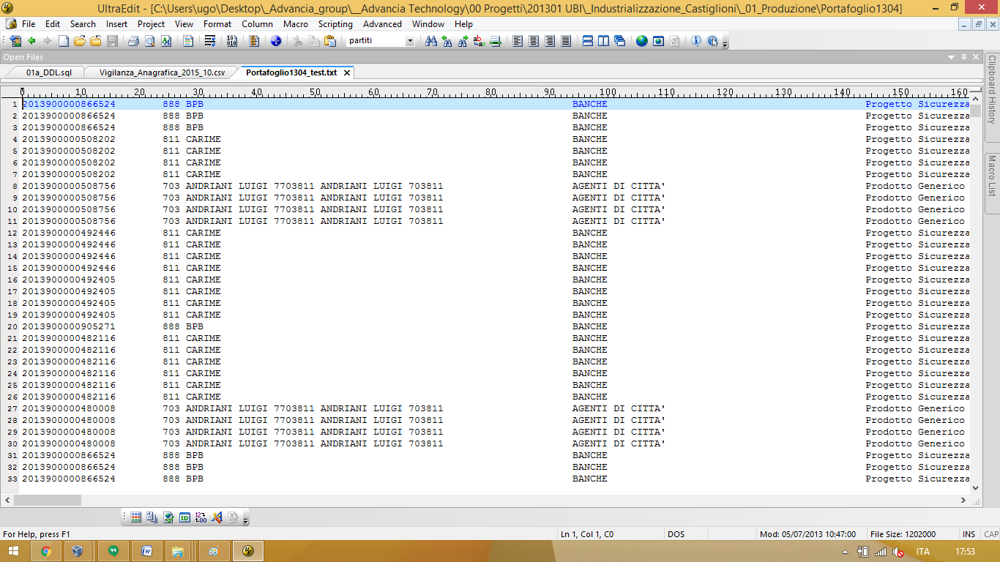 UltraEdit - [C:\Users\ugo\Desktop\_Advancia_group\__Advancia Technology\00 Progetti\201301 UBI\_Industrializzazione_Castiglioni\_01_Produzione\Portafoglio1304]
File Edit Search Insert Project View Format Column Macro Scripting Advanced Window Help
partiti
Open Files
01a_DDL.sql Vigilanza_Anagrafica_2015_10.csv Portafoglio1304_test.txt
0 10 20 30 40 50 60 70 80 90 100 110 120 130 140 150 160
1 2013900000866524 888 BPB BANCHE Progetto Sicurezza
2 2013900000866524 888 BPB BANCHE Progetto Sicurezza
3 2013900000866524 888 BPB BANCHE Progetto Sicurezza
4 2013900000508202 811 CARIME BANCHE Progetto Sicurezza
5 2013900000508202 811 CARIME BANCHE Progetto Sicurezza
6 2013900000508202 811 CARIME BANCHE Progetto Sicurezza
7 2013900000508202 811 CARIME BANCHE Progetto Sicurezza
8 2013900000508756 703 ANDRIANI LUIGI 7703811 ANDRIANI LUIGI 703811 AGENTI DI CITTA' Prodotto Generico
9 2013900000508756 703 ANDRIANI LUIGI 7703811 ANDRIANI LUIGI 703811 AGENTI DI CITTA' Prodotto Generico
10 2013900000508756 703 ANDRIANI LUIGI 7703811 ANDRIANI LUIGI 703811 AGENTI DI CITTA' Prodotto Generico
11 2013900000508756 703 ANDRIANI LUIGI 7703811 ANDRIANI LUIGI 703811 AGENTI DI CITTA' Prodotto Generico
12 2013900000492446 811 CARIME BANCHE Progetto Sicurezza
13 2013900000492446 811 CARIME BANCHE Progetto Sicurezza
14 2013900000492446 811 CARIME BANCHE Progetto Sicurezza
15 2013900000492446 811 CARIME BANCHE Progetto Sicurezza
16 2013900000492405 811 CARIME BANCHE Progetto Sicurezza
17 2013900000492405 811 CARIME BANCHE Progetto Sicurezza
18 2013900000492405 811 CARIME BANCHE Progetto Sicurezza
19 2013900000492405 811 CARIME BANCHE Progetto Sicurezza
20 2013900000905271 888 BPB BANCHE Progetto Sicurezza
21 2013900000482116 811 CARIME BANCHE Progetto Sicurezza
22 2013900000482116 811 CARIME BANCHE Progetto Sicurezza
23 2013900000482116 811 CARIME BANCHE Progetto Sicurezza
24 2013900000482116 811 CARIME BANCHE Progetto Sicurezza
25 2013900000482116 811 CARIME BANCHE Progetto Sicurezza
26 2013900000482116 811 CARIME BANCHE Progetto Sicurezza
27 2013900000480008 703 ANDRIANI LUIGI 7703811 ANDRIANI LUIGI 703811 AGENTI DI CITTA' Prodotto Generico
28 2013900000480008 703 ANDRIANI LUIGI 7703811 ANDRIANI LUIGI 703811 AGENTI DI CITTA' Prodotto Generico
29 2013900000480008 703 ANDRIANI LUIGI 7703811 ANDRIANI LUIGI 703811 AGENTI DI CITTA' Prodotto Generico
30 2013900000480008 703 ANDRIANI LUIGI 7703811 ANDRIANI LUIGI 703811 AGENTI DI CITTA' Prodotto Generico
31 2013900000866524 888 BPB BANCHE Progetto Sicurezza
32 2013900000866524 888 BPB BANCHE Progetto Sicurezza
33 2013900000866524 888 BPB BANCHE Progetto Sicurezza
Clipboard History
Macro List
For Help, press F1 Ln 1, Col 1, C0 DOS Mod: 05/07/2013 10:47:00 File Size: 1202000 INS CAP
ITA 17:53